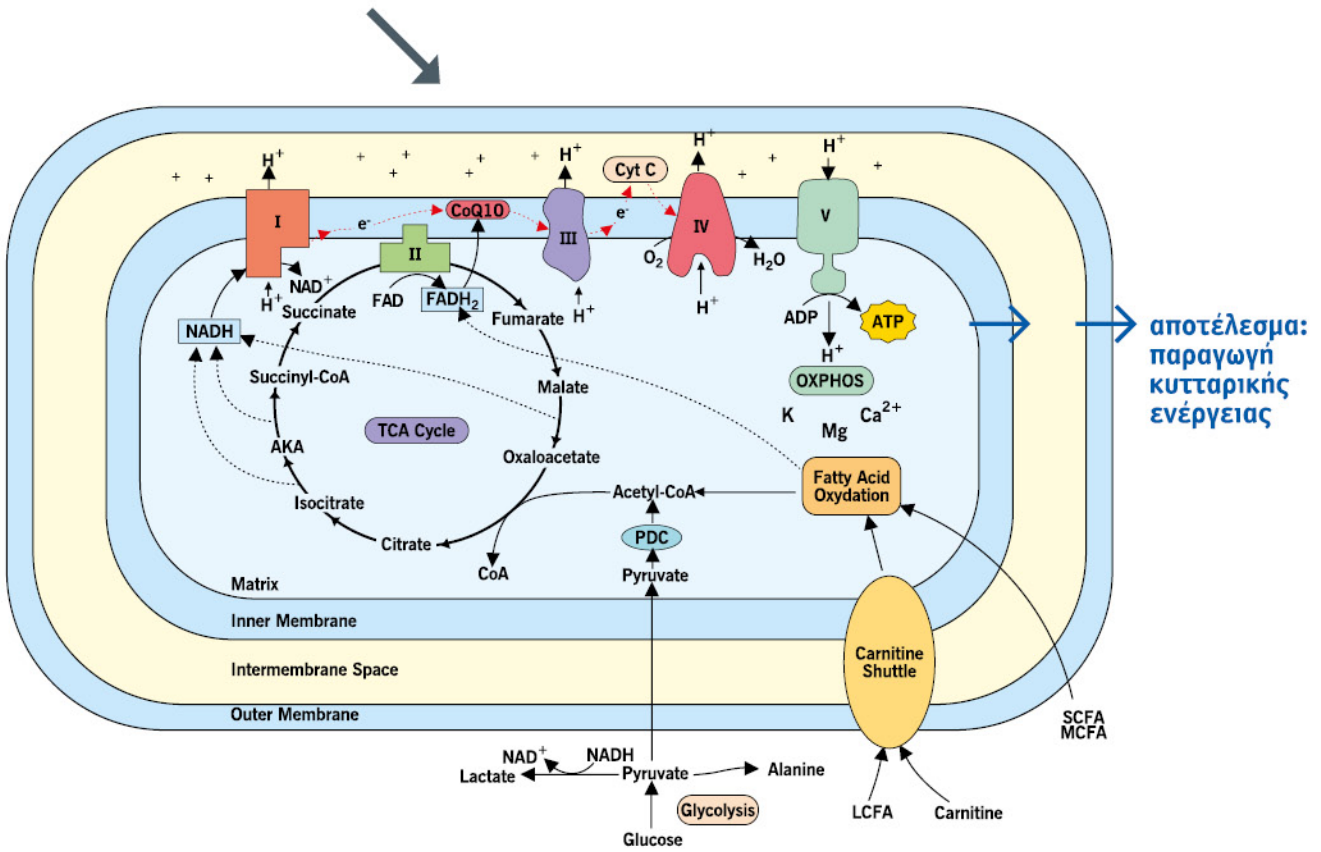 H+
H+
H+
H+
Cyt C
I
e-
CoQ10
III
e-
IV
V
II
O2
H2O
NAD+
H+
FAD
FADH2
H+
H+
ADP
ATP
Succinate
Fumarate
NADH
H+
OXPHOS
Succinyl-CoA
Malate
K
Mg
Ca2+
TCA Cycle
AKA
Oxaloacetate
Fatty Acid
Oxydation
Isocitrate
Acetyl-CoA
Citrate
PDC
CoA
Pyruvate
Matrix
Inner Membrane
Intermembrane Space
Outer Membrane
Carnitine
Shuttle
SCFA
MCFA
NAD+
NADH
Lactate
Pyruvate
Alanine
Glycolysis
Glucose
LCFA
Carnitine
αποτέλεσμα:
παραγωγή
κυτταρικής
ενέργειας